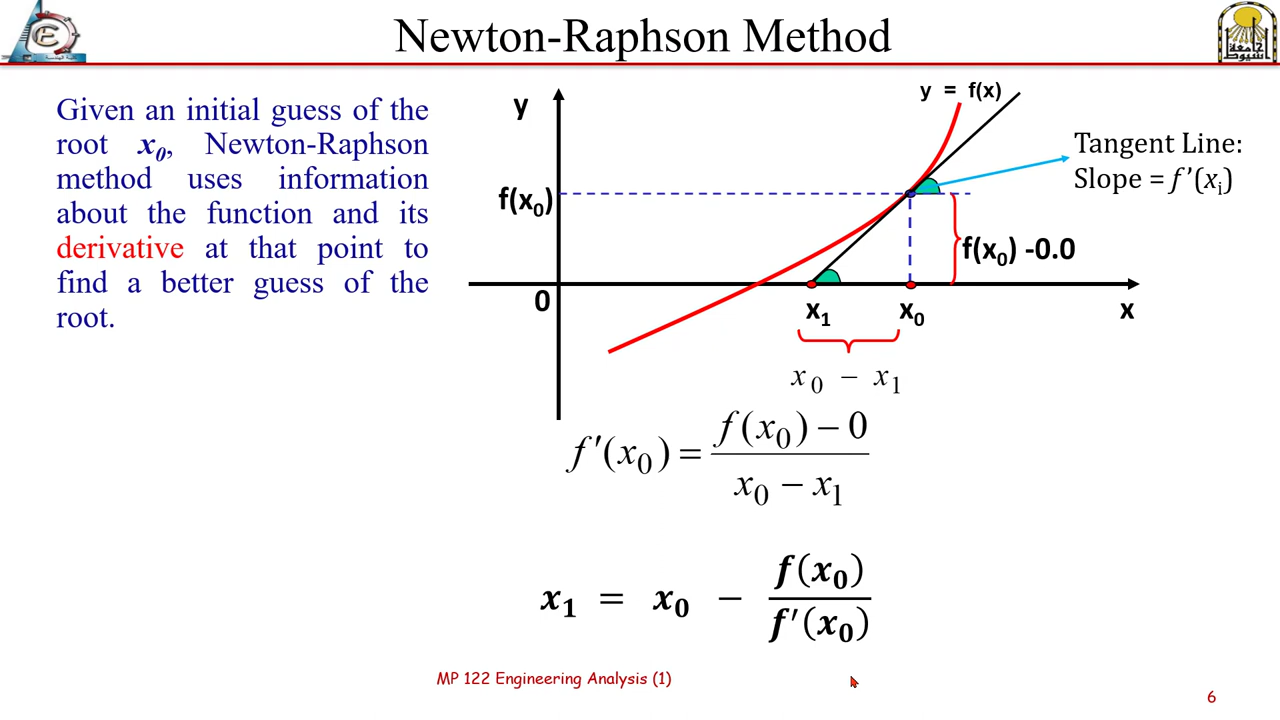 Newton-Raphson Method
Given an initial guess of the
root x₀, Newton-Raphson
method uses information
about the function and its
derivative at that point to
find a better guess of the
root.
y
y = f(x)
Tangent Line:
Slope = f’(xᵢ)
f(x₀)
f(x₀) -0.0
0
x₁
x₀
x
x₀ − x₁
f′(x₀) = (f(x₀) − 0) / (x₀ − x₁)
x₁ = x₀ − f(x₀) / f′(x₀)
MP 122 Engineering Analysis (1)
6
جامعة
أسيوط